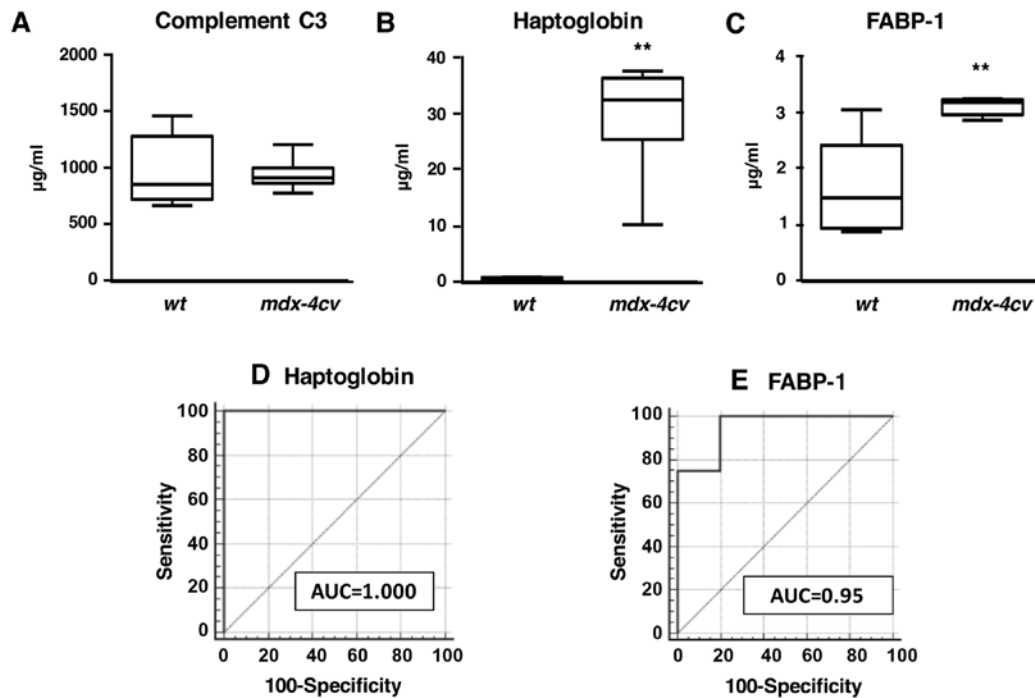 A Complement C3
2000
1500
1000
500
0
µg/ml
wt mdx-4cv
B Haptoglobin
**
40
30
20
10
0
µg/ml
wt mdx-4cv
C FABP-1
**
4
3
2
1
0
µg/ml
wt mdx-4cv
D Haptoglobin
100
80
60
40
20
0
Sensitivity
AUC=1.000
0 20 40 60 80 100
100-Specificity
E FABP-1
100
80
60
40
20
0
Sensitivity
AUC=0.95
0 20 40 60 80 100
100-Specificity